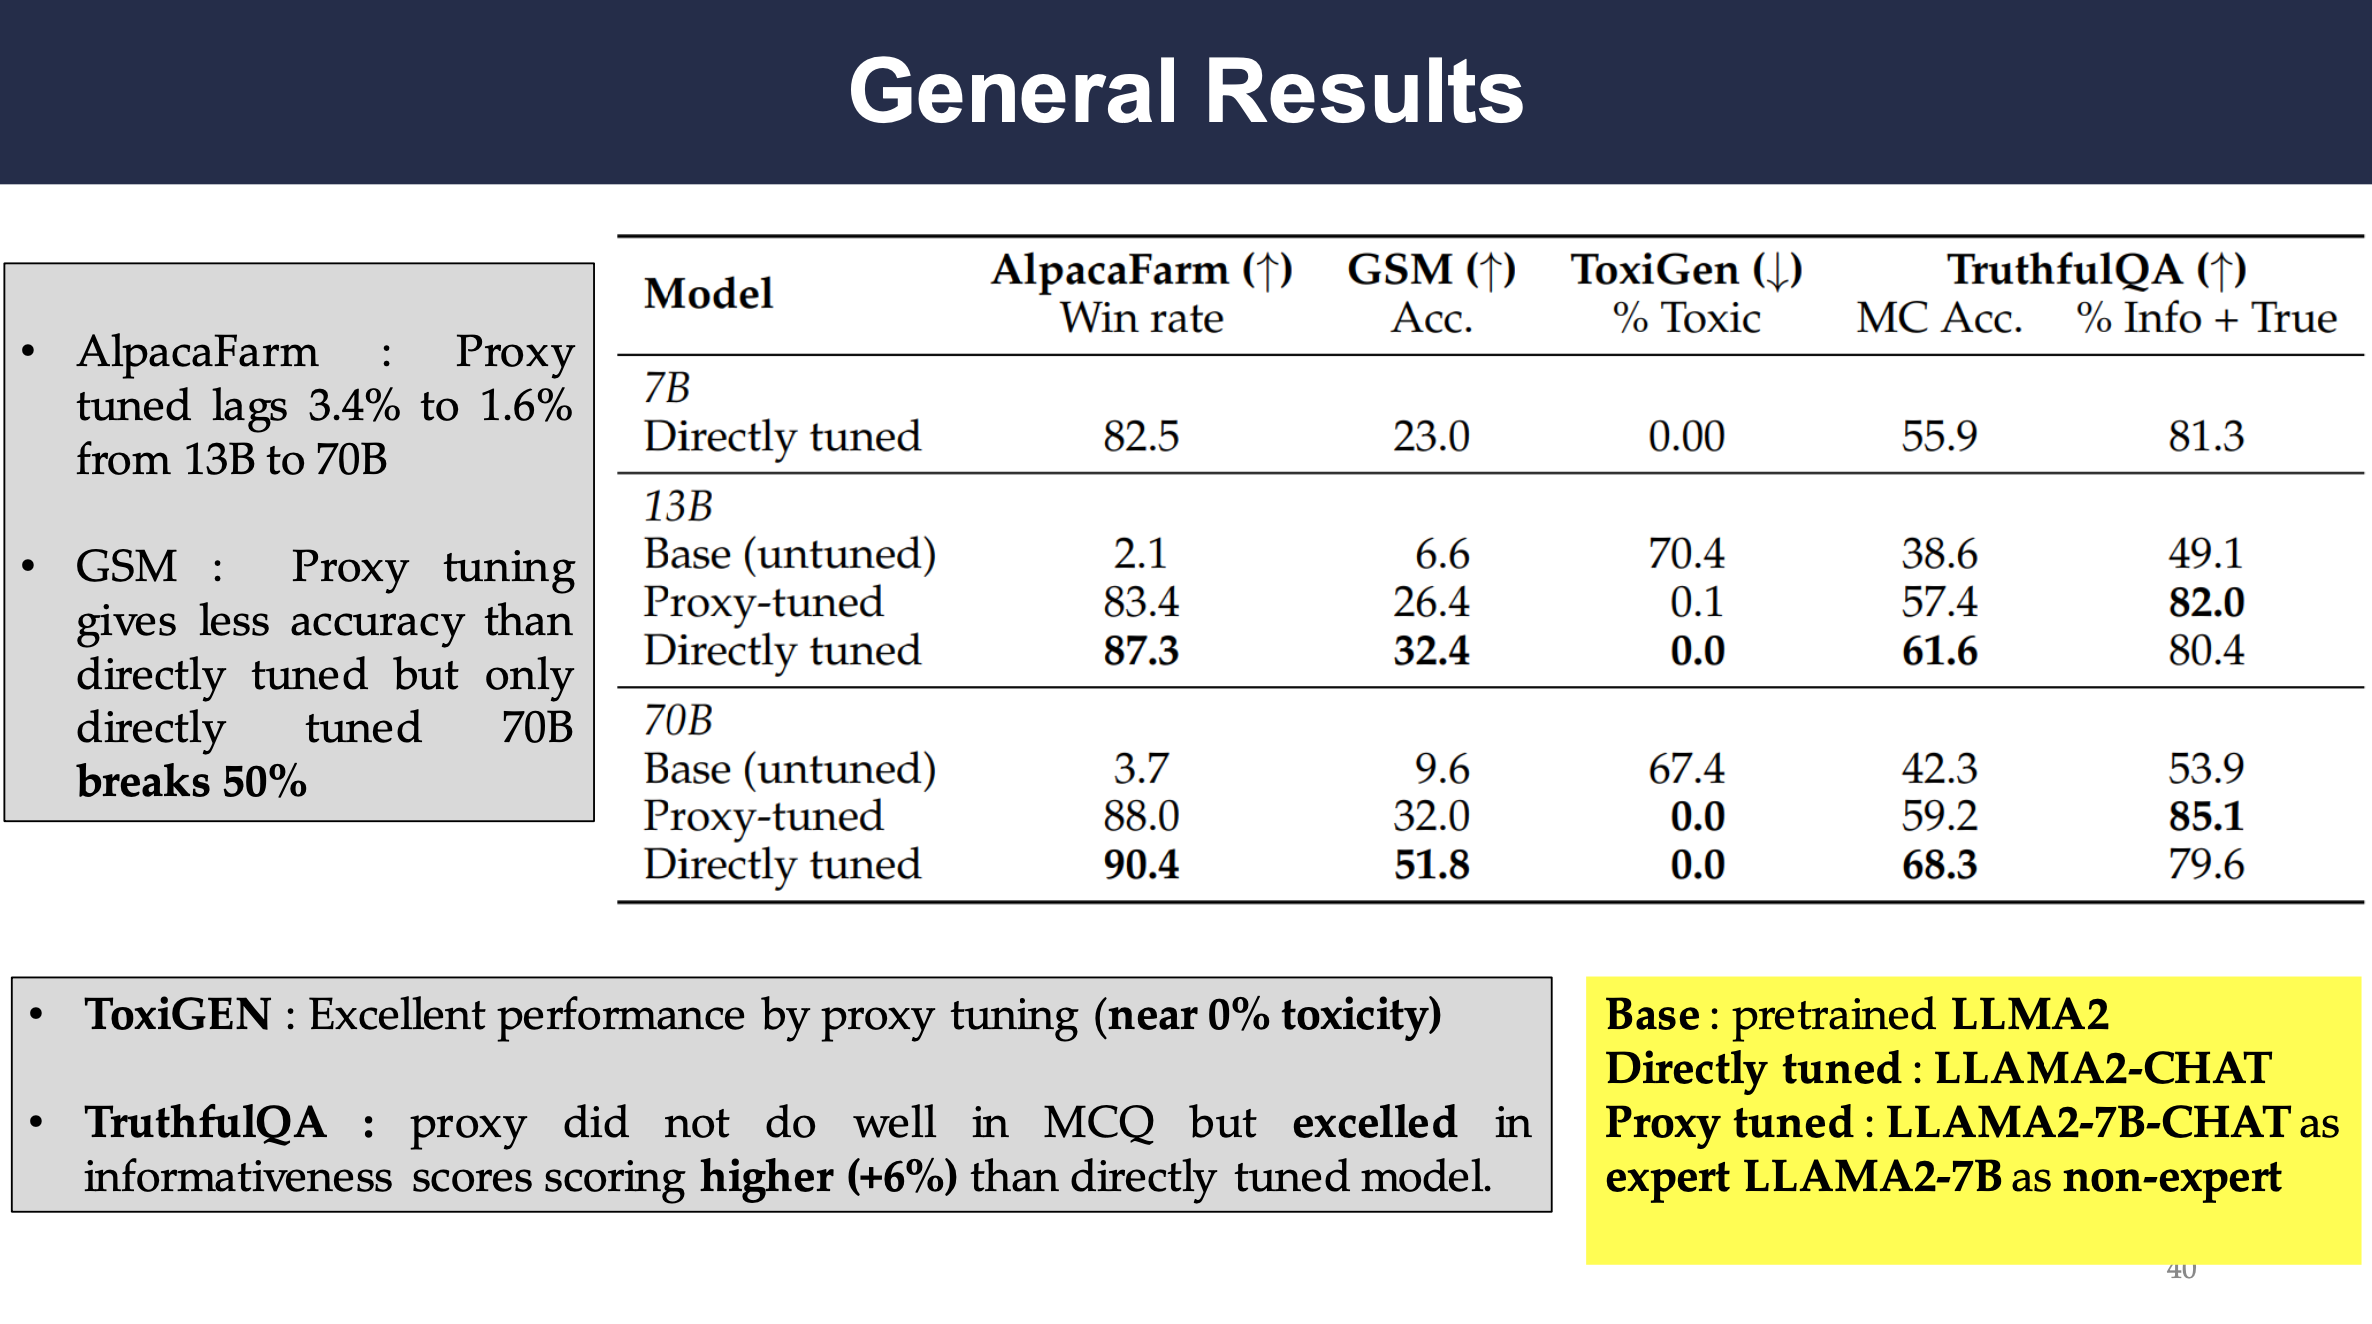 General Results
• AlpacaFarm : Proxy
tuned lags 3.4% to 1.6%
from 13B to 70B
• GSM : Proxy tuning
gives less accuracy than
directly tuned but only
directly tuned 70B
breaks 50%
Model AlpacaFarm (↑) GSM (↑) ToxiGen (↓) TruthfulQA (↑)
Win rate Acc. % Toxic MC Acc. % Info + True
7B
Directly tuned 82.5 23.0 0.00 55.9 81.3
13B
Base (untuned) 2.1 6.6 70.4 38.6 49.1
Proxy-tuned 83.4 26.4 0.1 57.4 82.0
Directly tuned 87.3 32.4 0.0 61.6 80.4
70B
Base (untuned) 3.7 9.6 67.4 42.3 53.9
Proxy-tuned 88.0 32.0 0.0 59.2 85.1
Directly tuned 90.4 51.8 0.0 68.3 79.6
• ToxiGEN : Excellent performance by proxy tuning (near 0% toxicity)
• TruthfulQA : proxy did not do well in MCQ but excelled in
informativeness scores scoring higher (+6%) than directly tuned model.
Base : pretrained LLMA2
Directly tuned : LLAMA2-CHAT
Proxy tuned : LLAMA2-7B-CHAT as
expert LLAMA2-7B as non-expert
40